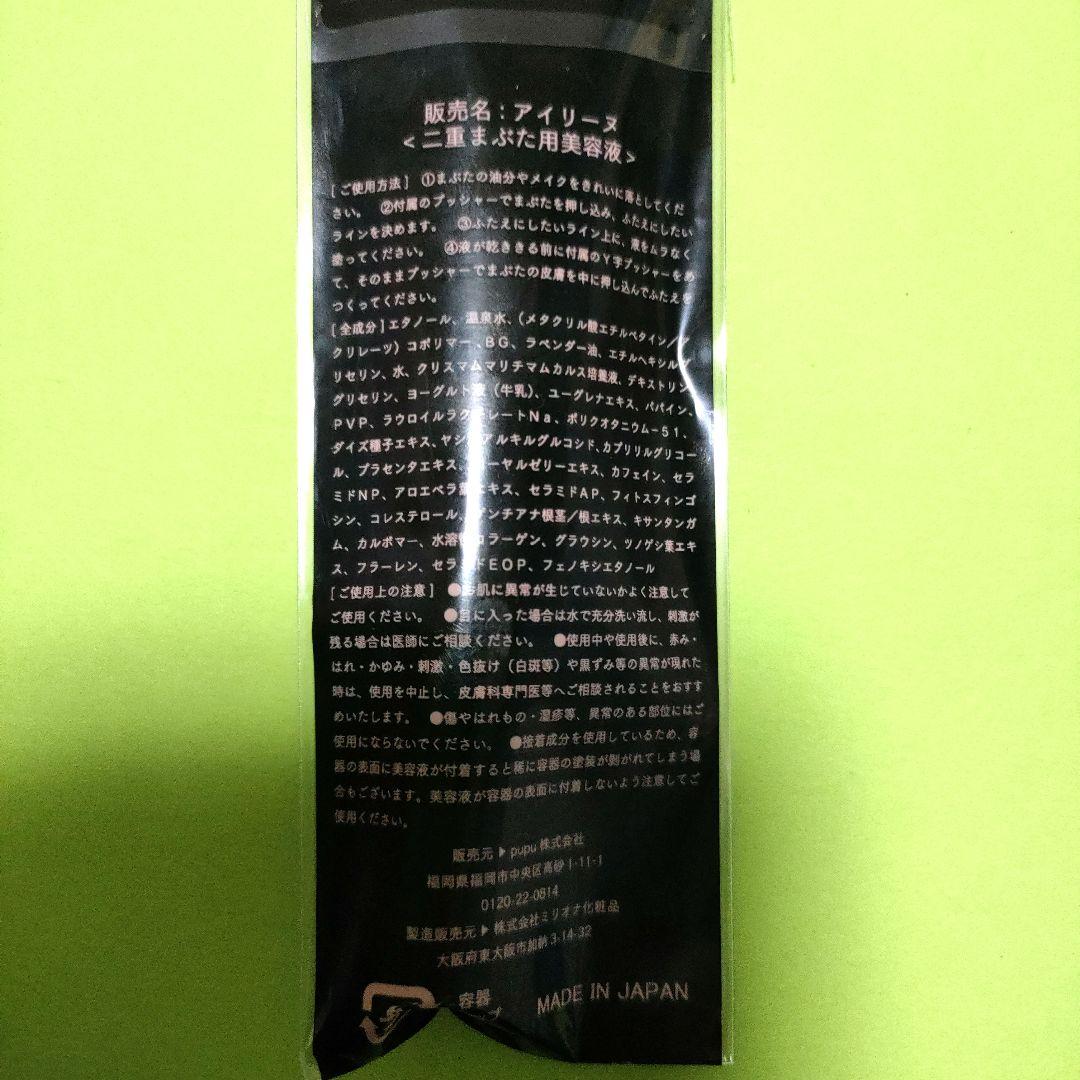 販売名：アイリーヌ
<二重まぶた用美容液>
[ご使用方法] ①まぶたの油分やメイクをきれいに落としてくだ
さい。 ②付属のプッシャーでまぶたを押し込み、ふたえにしたい
ラインを決めます。 ③ふたえにしたいライン上に、液をムラなく
塗ってください。 ④液が乾ききる前に付属のY字プッシャーをあ
て、そのままプッシャーでまぶたの皮膚を中に押し込んでふたえを
つくってください。
[全成分]エタノール、温泉水、(メタクリル酸エチルベタイン/ア
クリレーツ)コポリマー、BG、ラベンダー油、エチルヘキシルグ
リセリン、水、クリスマムマリチマムカルス培養液、デキストリン、
グリセリン、ヨーグルト液(牛乳)、ユーグレナエキス、パパイン、
PVP、ラウロイルラクチレートNa、ポリクオタニウム-51、
ダイズ種子エキス、ヤシ アルキルグルコシド、カプリリルグリコー
ル、プラセンタエキス、ローヤルゼリーエキス、カフェイン、セラ
ミドNP、アロエベラ葉エキス、セラミドAP、フィトスフィンゴ
シン、コレステロール、ゲンチアナ根茎/根エキス、キサンタンガ
ム、カルボマー、水溶性コラーゲン、グラウシン、ツノゲシ葉エキ
ス、フラーレン、セラミドEOP、フェノキシエタノール
[ご使用上の注意] ●お肌に異常が生じていないかよく注意して
ご使用ください。 ●目に入った場合は水で充分洗い流し、刺激が
残る場合は医師にご相談ください。 ●使用中や使用後に、赤み・
はれ・かゆみ・刺激・色抜け(白斑等)や黒ずみ等の異常が現れた
時は、使用を中止し、皮膚科専門医等へご相談されることをおすす
めいたします。 ●傷やはれもの・湿疹等、異常のある部位にはご
使用にならないでください。 ●接着成分を使用しているため、容
器の表面に美容液が付着すると稀に容器の塗装が剝がれてしまう場
合もございます。美容液が容器の表面に付着しないよう注意してご
使用ください。
販売元▶pupu株式会社
福岡県福岡市中央区高砂1-11-1
0120-22-0814
製造販売元▶株式会社ミリオナ化粧品
大阪府東大阪市加納3-14-32
容器
MADE IN JAPAN